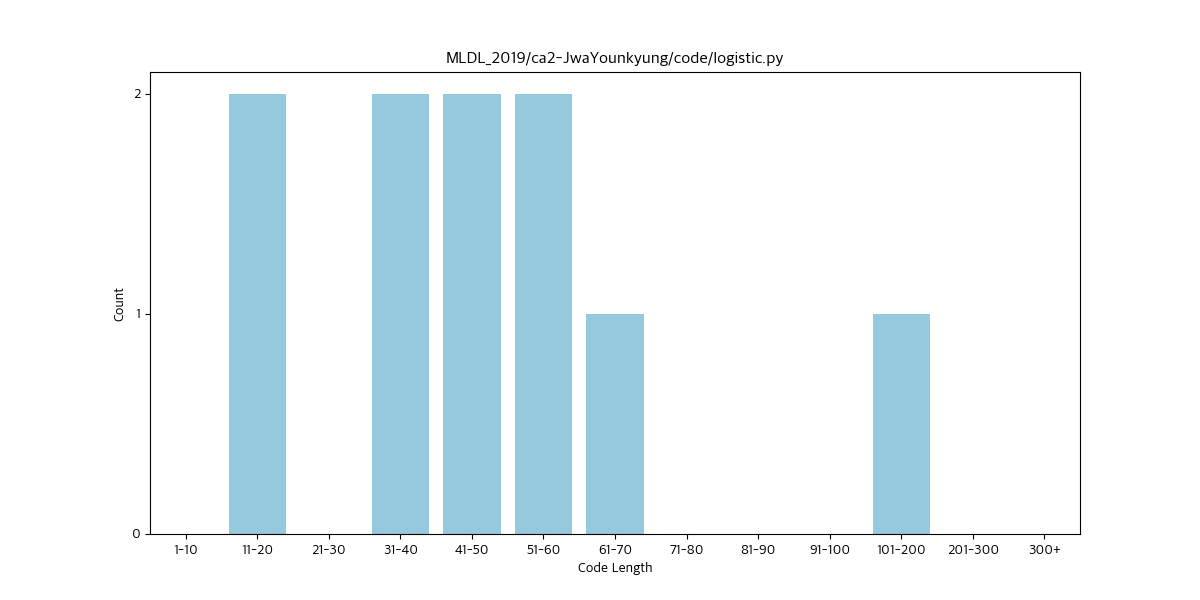 MLDL_2019/ca2-JwaYounkyung/code/logistic.py
2
1
0
Count
1-10 11-20 21-30 31-40 41-50 51-60 61-70 71-80 81-90 91-100 101-200 201-300 300+
Code Length